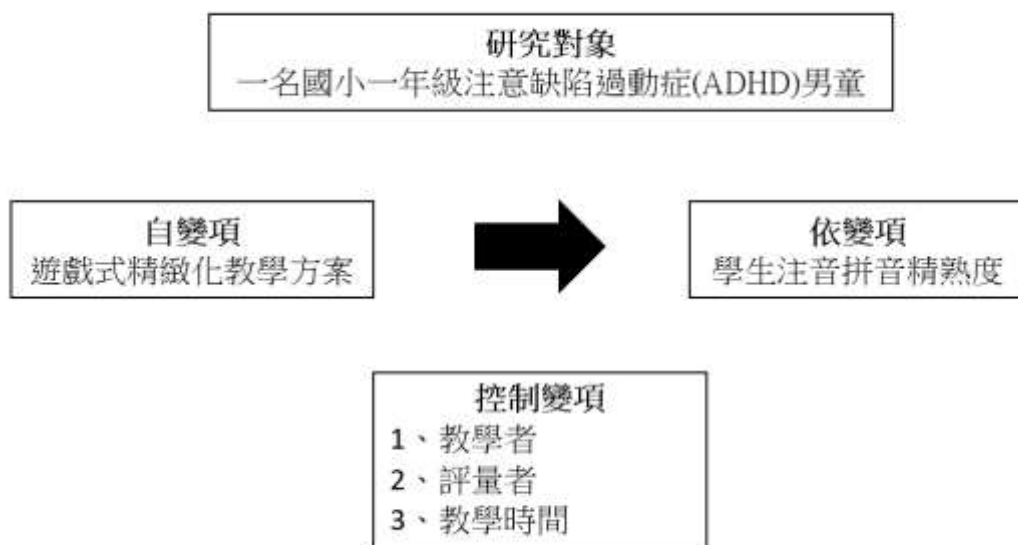 研究對象
一名國小一年級注意缺陷過動症(ADHD)男童
自變項
遊戲式精緻化教學方案
依變項
學生注音拼音精熟度
控制變項
1、教學者
2、評量者
3、教學時間